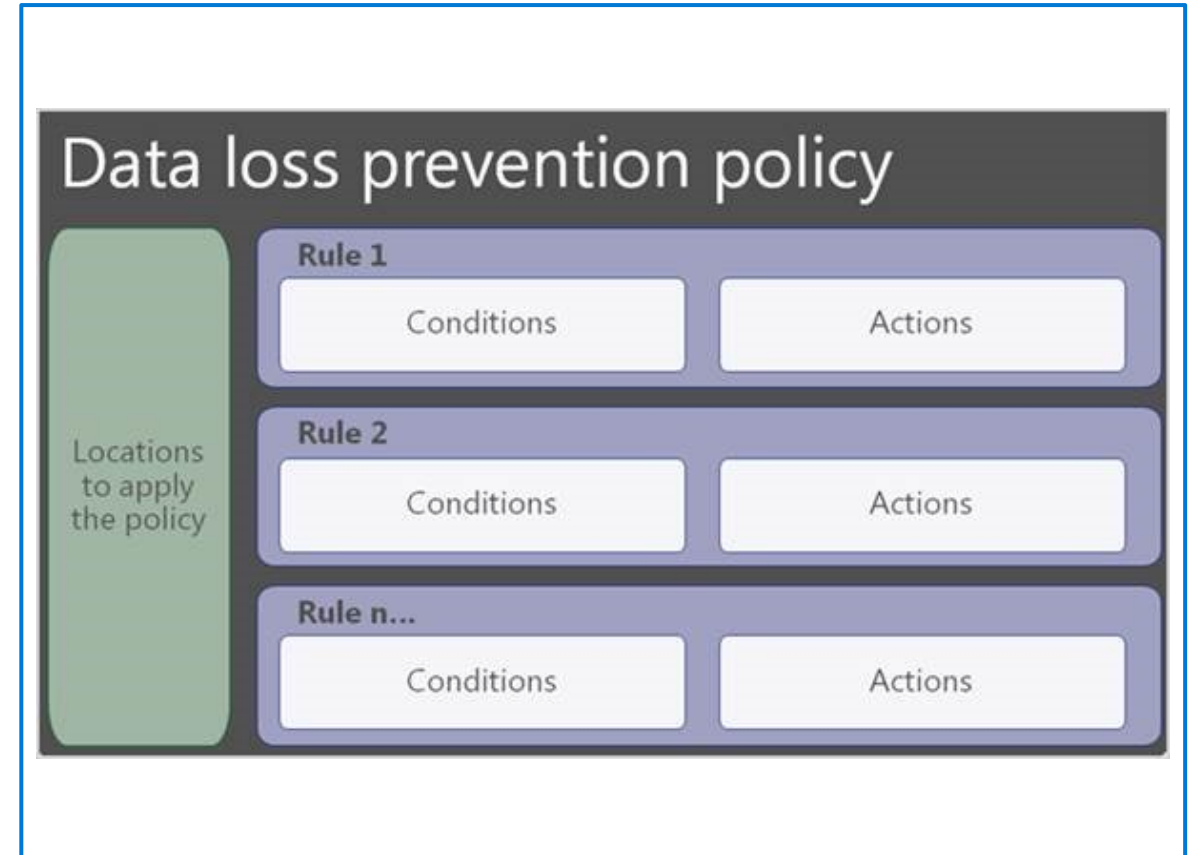 Data loss prevention policy
Locations
to apply
the policy
Rule 1
Conditions
Actions
Rule 2
Conditions
Actions
Rule n...
Conditions
Actions